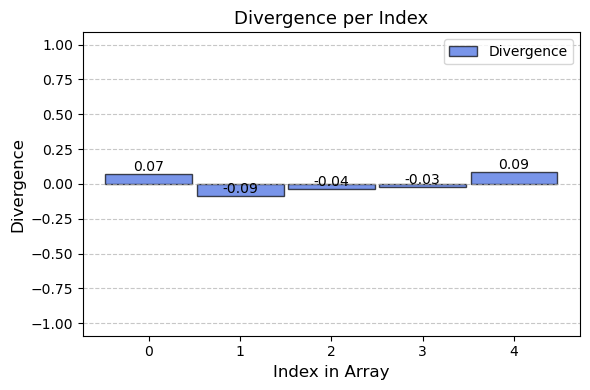 Divergence per Index
Divergence
1.00
0.75
0.50
0.25
0.00
−0.25
−0.50
−0.75
−1.00
Divergence
0.07
-0.09
-0.04
-0.03
0.09
0 1 2 3 4
Index in Array